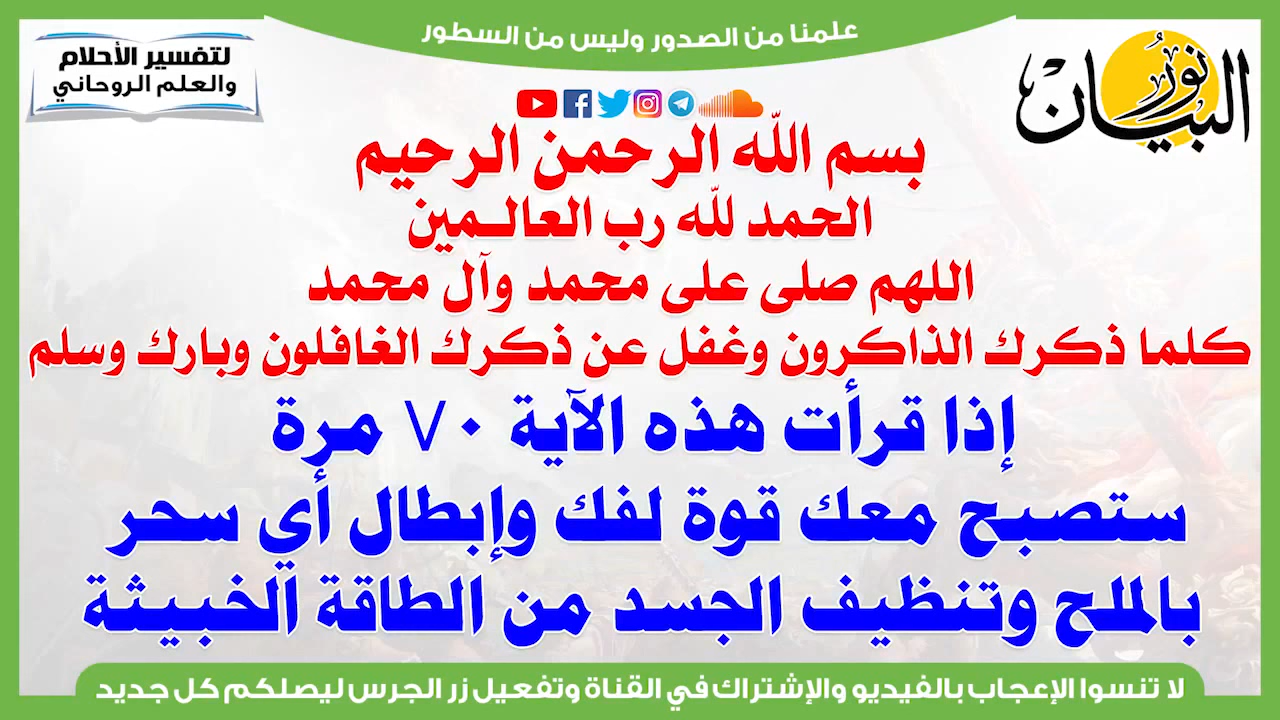 علمنا من الصدور وليس من السطور
نور البيان
لتفسير الأحلام
والعلم الروحاني
بسم الله الرحمن الرحيم
الحمد لله رب العالـمين
اللهم صلى على محمد وآل محمد
كلما ذكرك الذاكرون وغفل عن ذكرك الغافلون وبارك وسلم
إذا قرأت هذه الآية ٧٠ مرة
ستصبح معك قوة لفك وإبطال أي سحر
بالملح وتنظيف الجسد من الطاقة الخبيثة
لا تنسوا الإعجاب بالفيديو والإشتراك في القناة وتفعيل زر الجرس ليصلكم كل جديد